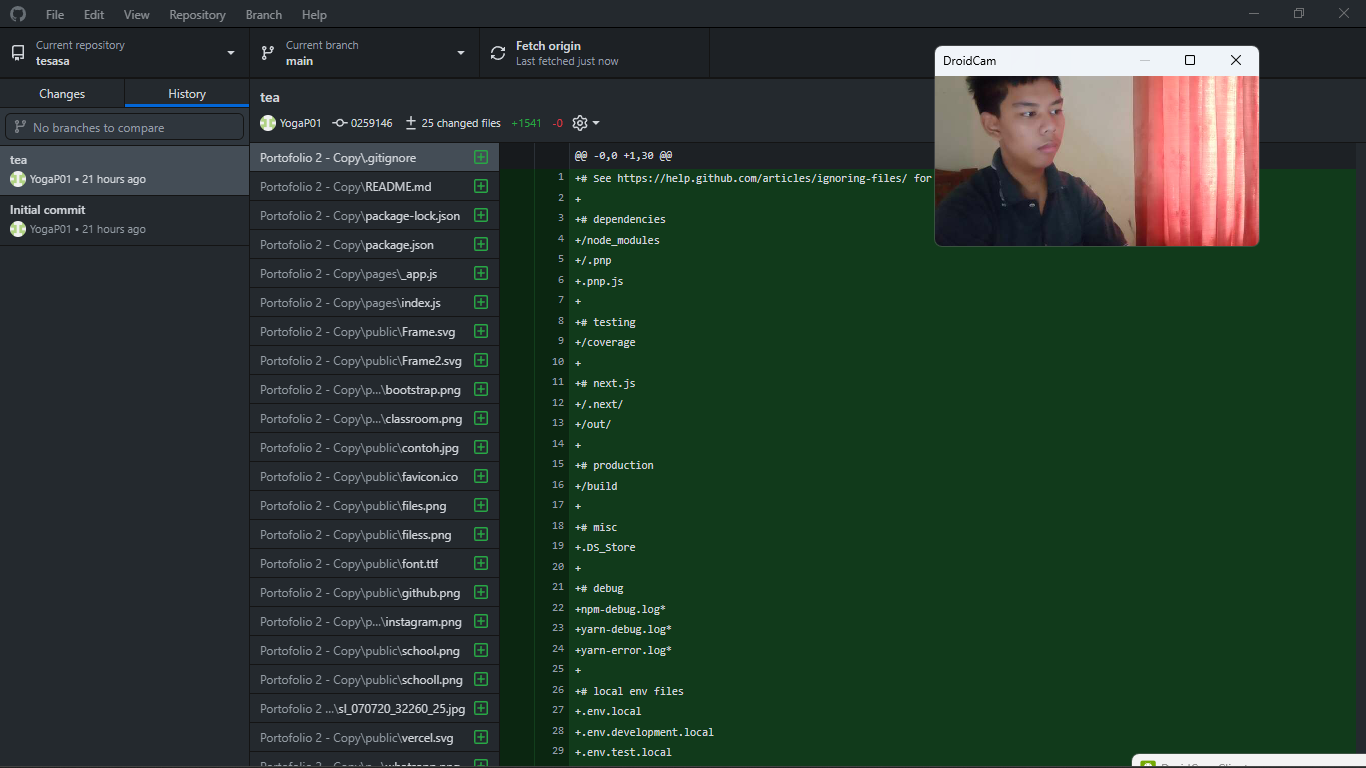 File Edit View Repository Branch Help
Current repository
tesasa
Current branch
main
Fetch origin
Last fetched just now
DroidCam
Changes
History
No branches to compare
tea
YogaP01 • 21 hours ago
Initial commit
YogaP01 • 21 hours ago
tea
YogaP01 0259146 25 changed files +1541 -0
Portofolio 2 - Copy\.gitignore
Portofolio 2 - Copy\README.md
Portofolio 2 - Copy\package-lock.json
Portofolio 2 - Copy\package.json
Portofolio 2 - Copy\pages\_app.js
Portofolio 2 - Copy\pages\index.js
Portofolio 2 - Copy\public\Frame.svg
Portofolio 2 - Copy\public\Frame2.svg
Portofolio 2 - Copy\p...\bootstrap.png
Portofolio 2 - Copy\p...\classroom.png
Portofolio 2 - Copy\public\contoh.jpg
Portofolio 2 - Copy\public\favicon.ico
Portofolio 2 - Copy\public\files.png
Portofolio 2 - Copy\public\filess.png
Portofolio 2 - Copy\public\font.ttf
Portofolio 2 - Copy\public\github.png
Portofolio 2 - Copy\p...\instagram.png
Portofolio 2 - Copy\public\school.png
Portofolio 2 - Copy\public\schooll.png
Portofolio 2 ...\sl_070720_32260_25.jpg
Portofolio 2 - Copy\public\vercel.svg
@@ -0,0 +1,30 @@
1 +# See https://help.github.com/articles/ignoring-files/ for
2 +
3 +# dependencies
4 +/node_modules
5 +/.pnp
6 +.pnp.js
7 +
8 +# testing
9 +/coverage
10 +
11 +# next.js
12 +/.next/
13 +/out/
14 +
15 +# production
16 +/build
17 +
18 +# misc
19 +.DS_Store
20 +
21 +# debug
22 +npm-debug.log*
23 +yarn-debug.log*
24 +yarn-error.log*
25 +
26 +# local env files
27 +.env.local
28 +.env.development.local
29 +.env.test.local